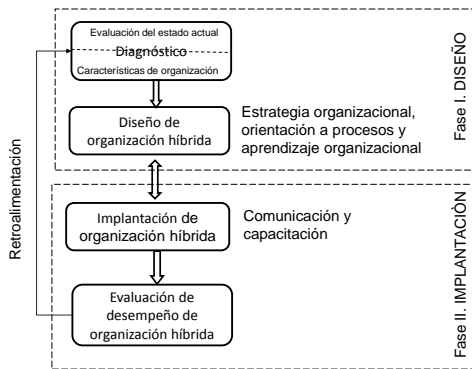 Evaluación del estado actual
Diagnóstico
Características de organización
Diseño de
organización híbrida
Estrategia organizacional,
orientación a procesos y
aprendizaje organizacional
Fase I. DISEÑO
Retroalimentación
Implantación de
organización híbrida
Comunicación y
capacitación
Evaluación de
desempeño de
organización híbrida
Fase II. IMPLANTACIÒN